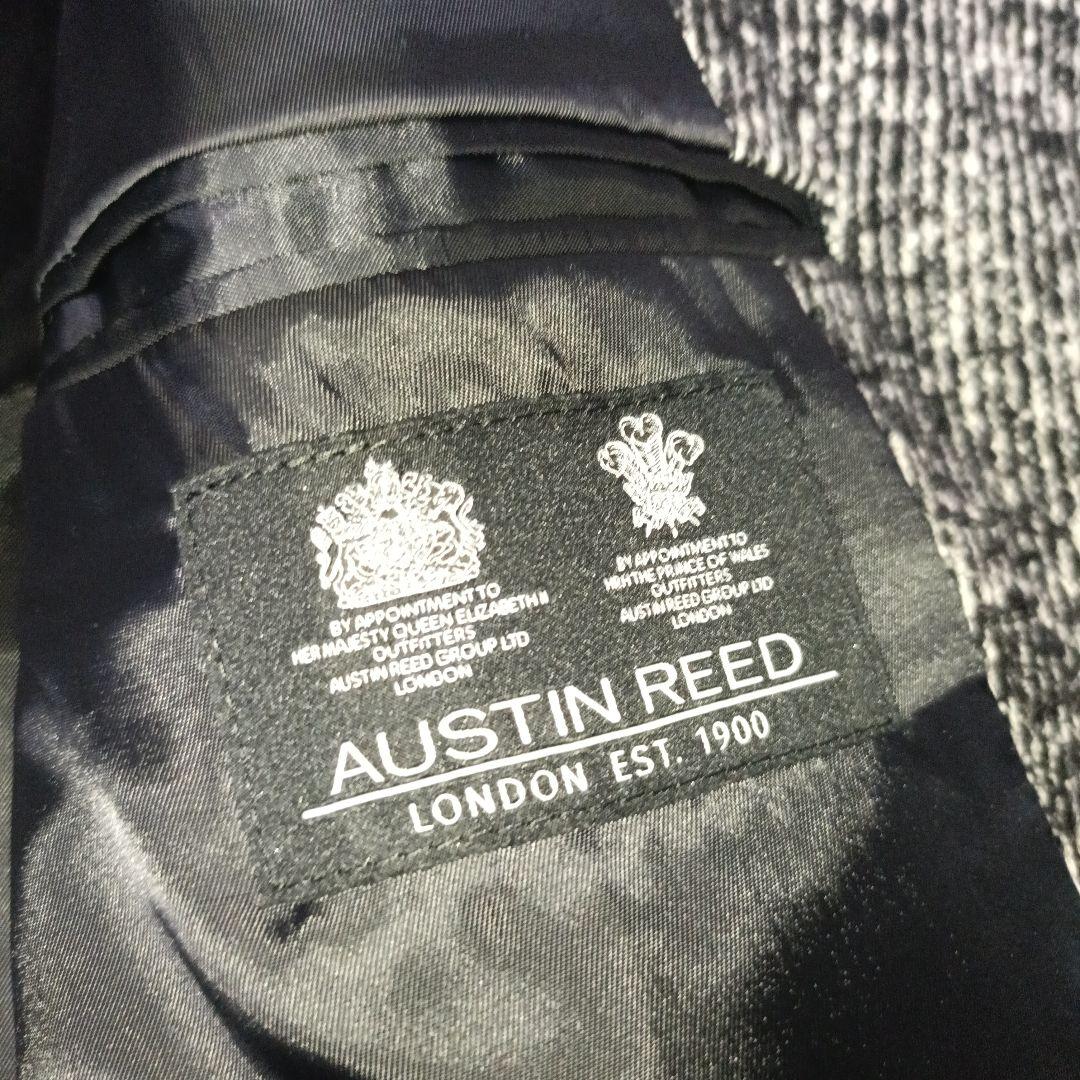 BY APPOINTMENT TO
HER MAJESTY QUEEN ELIZABETH II
OUTFITTERS
AUSTIN REED GROUP LTD
LONDON
BY APPOINTMENT TO
HRH THE PRINCE OF WALES
OUTFITTERS
AUSTIN REED GROUP LTD
LONDON
AUSTIN REED
LONDON EST. 1900